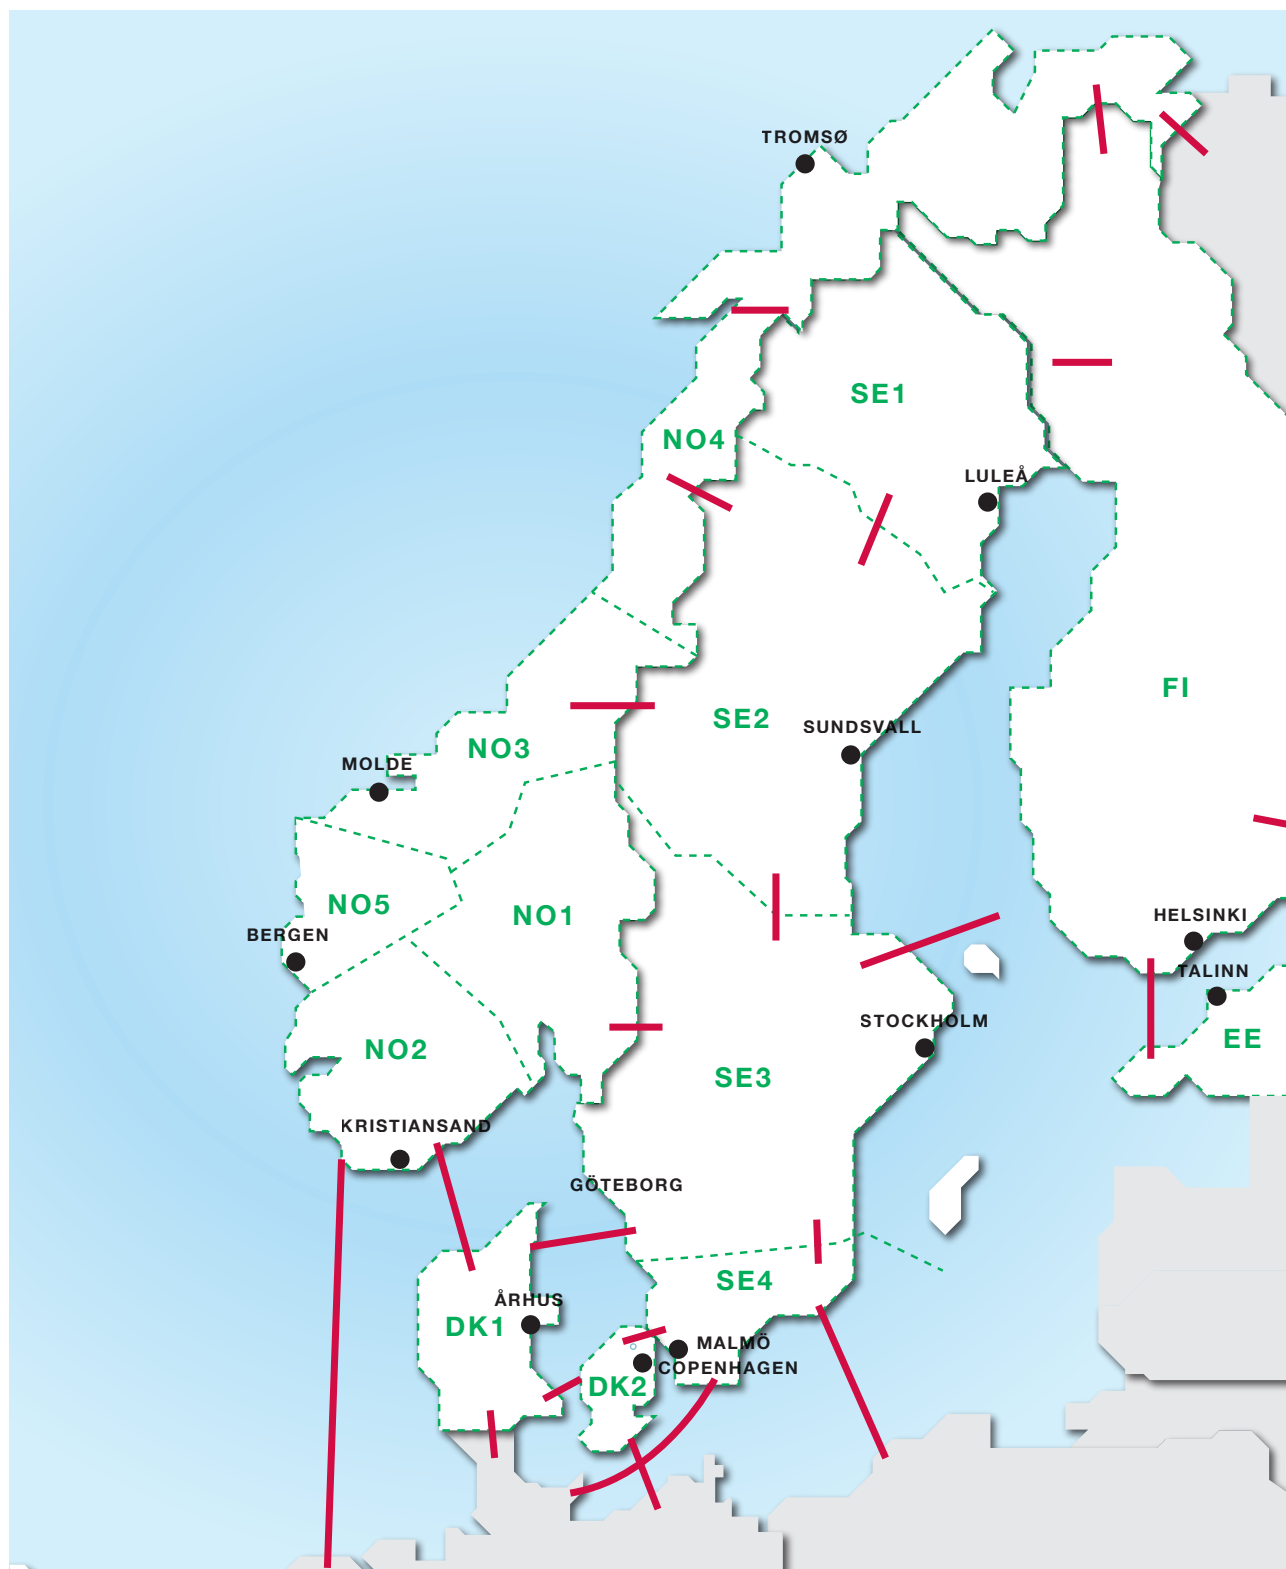 TROMSØ
SE1
NO4
LULEÅ
FI
SE2
SUNDSVALL
NO3
MOLDE
NO5
NO1
HELSINKI
BERGEN
TALINN
STOCKHOLM
EE
NO2
SE3
KRISTIANSAND
GÖTEBORG
SE4
ÅRHUS
DK1
MALMÖ
COPENHAGEN
DK2